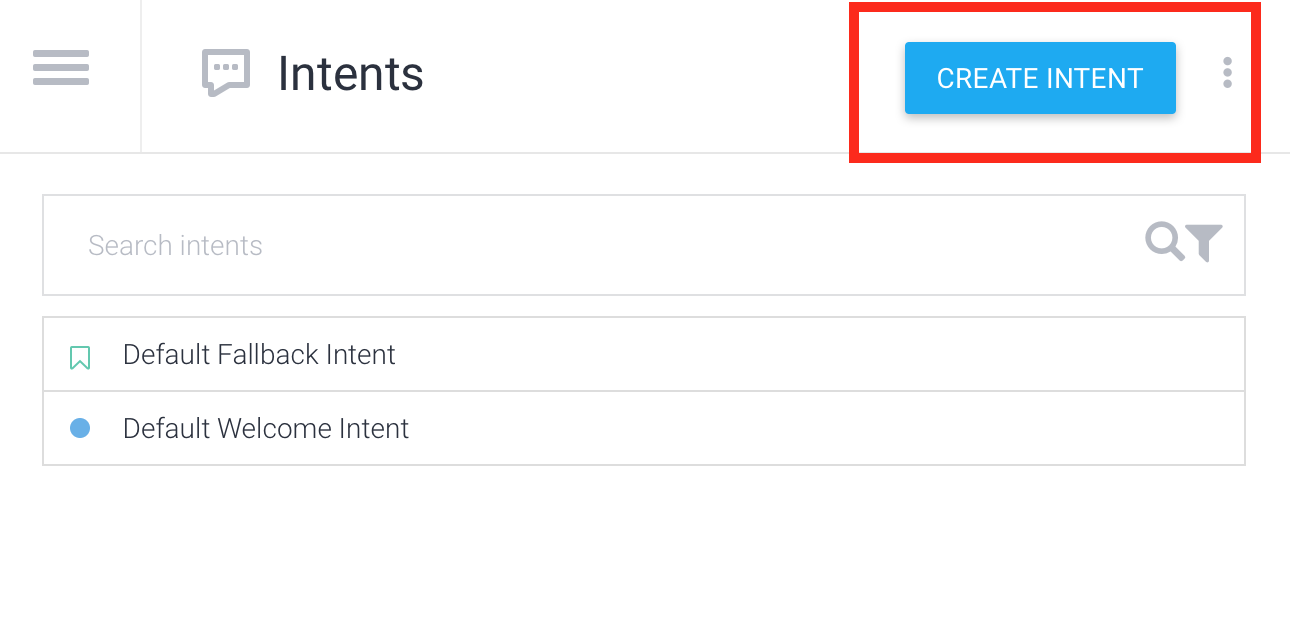 Intents
CREATE INTENT
Search intents
Default Fallback Intent
Default Welcome Intent